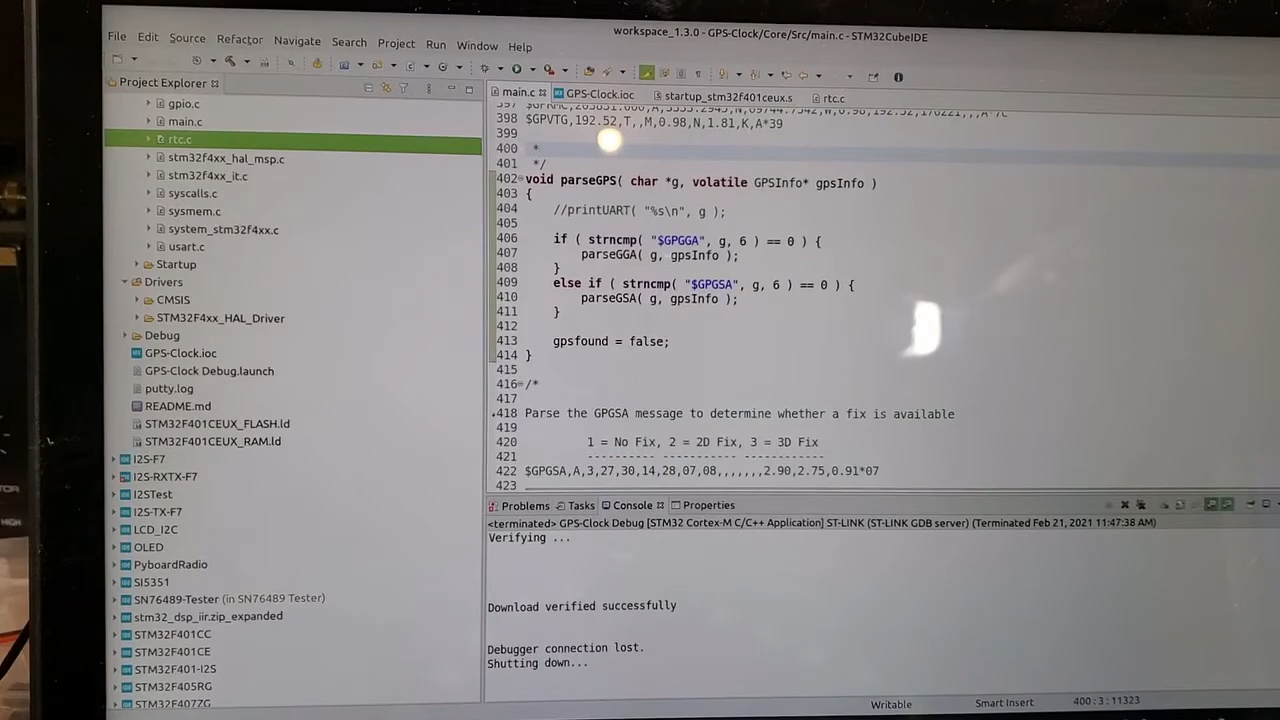 workspace_1.3.0 - GPS-Clock/Core/Src/main.c - STM32CubeIDE
File Edit Source Refactor Navigate Search Project Run Window Help
Project Explorer
gpio.c
main.c
rtc.c
stm32f4xx_hal_msp.c
stm32f4xx_it.c
syscalls.c
sysmem.c
system_stm32f4xx.c
usart.c
Startup
Drivers
CMSIS
STM32F4xx_HAL_Driver
Debug
GPS-Clock.ioc
GPS-Clock Debug.launch
putty.log
README.md
STM32F401CEUX_FLASH.ld
STM32F401CEUX_RAM.ld
I2S-F7
I2S-RXTX-F7
I2STest
I2S-TX-F7
LCD_I2C
OLED
PyboardRadio
SI5351
SN76489-Tester (in SN76489 Tester)
stm32_dsp_iir.zip_expanded
STM32F401CC
STM32F401CE
STM32F401-I2S
STM32F405RG
STM32F407ZG
main.c GPS-Clock.ioc startup_stm32f401ceux.s rtc.c
397
398 $GPVTG,192.52,T,,M,0.98,N,1.81,K,A*39
399
400 *
401 */
402 void parseGPS( char *g, volatile GPSInfo* gpsInfo )
403 {
404 //printUART( "%s\n", g );
405
406 if ( strncmp( "$GPGGA", g, 6 ) == 0 ) {
407 parseGGA( g, gpsInfo );
408 }
409 else if ( strncmp( "$GPGSA", g, 6 ) == 0 ) {
410 parseGSA( g, gpsInfo );
411 }
412
413 gpsfound = false;
414 }
415
416 /*
417
418 Parse the GPGSA message to determine whether a fix is available
419
420 1 = No Fix, 2 = 2D Fix, 3 = 3D Fix
421 ---------- ----------- ------------
422 $GPGSA,A,3,27,30,14,28,07,08,,,,,,,2.90,2.75,0.91*07
423
Problems Tasks Console Properties
<terminated> GPS-Clock Debug [STM32 Cortex-M C/C++ Application] ST-LINK (ST-LINK GDB server) (Terminated Feb 21, 2021 11:47:38 AM)
Verifying ...
Download verified successfully
Debugger connection lost.
Shutting down...
Writable Smart Insert 400 : 3 : 11323
HIGH